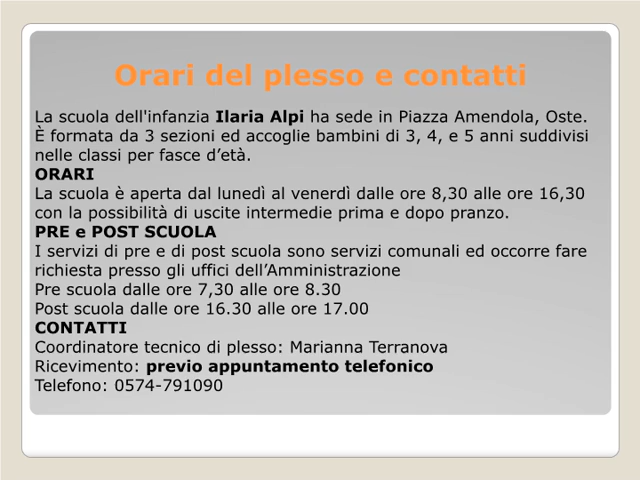 Orari del plesso e contatti
La scuola dell'infanzia Ilaria Alpi ha sede in Piazza Amendola, Oste.
È formata da 3 sezioni ed accoglie bambini di 3, 4, e 5 anni suddivisi
nelle classi per fasce d’età.
ORARI
La scuola è aperta dal lunedì al venerdì dalle ore 8,30 alle ore 16,30
con la possibilità di uscite intermedie prima e dopo pranzo.
PRE e POST SCUOLA
I servizi di pre e di post scuola sono servizi comunali ed occorre fare
richiesta presso gli uffici dell’Amministrazione
Pre scuola dalle ore 7,30 alle ore 8.30
Post scuola dalle ore 16.30 alle ore 17.00
CONTATTI
Coordinatore tecnico di plesso: Marianna Terranova
Ricevimento: previo appuntamento telefonico
Telefono: 0574-791090